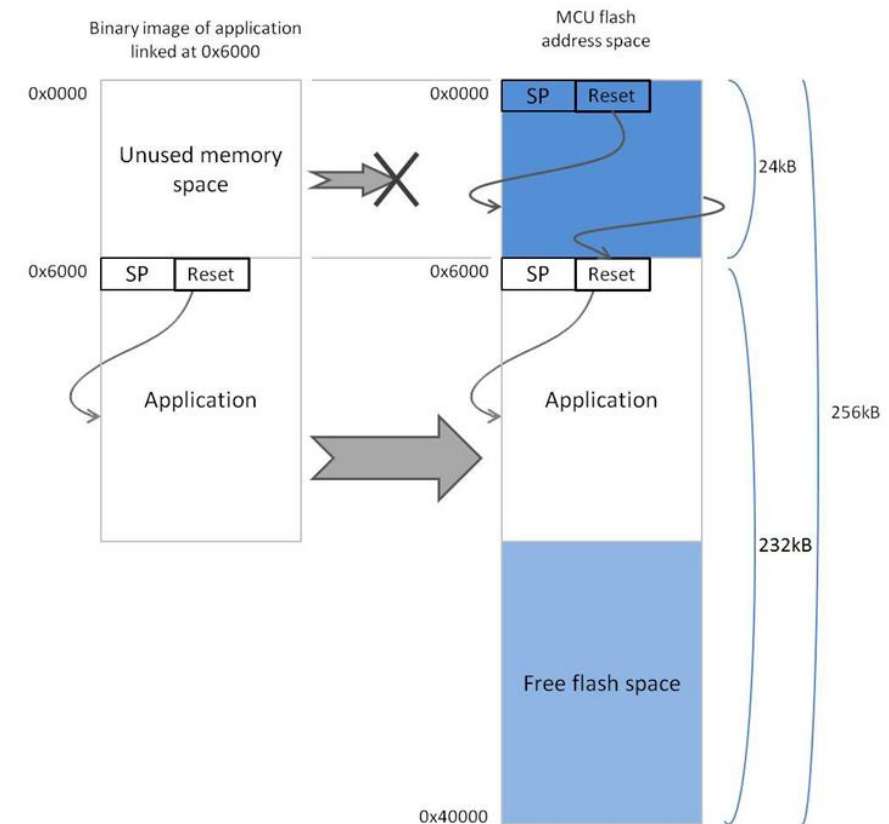 Binary image of application
linked at 0x6000
MCU flash
address space
0x0000
0x0000
SP
Reset
Unused memory
space
24kB
0x6000
SP
Reset
0x6000
SP
Reset
Application
Application
256kB
232kB
Free flash space
0x40000